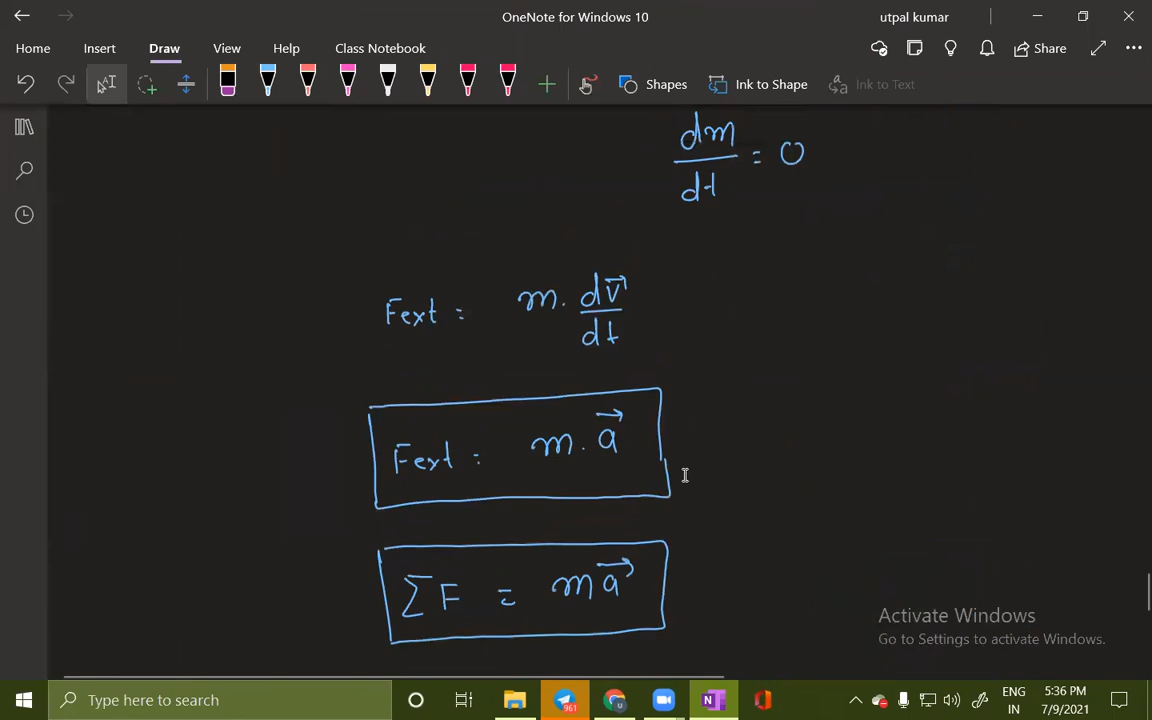 OneNote for Windows 10
utpal kumar
Home Insert Draw View Help Class Notebook
Share
Shapes Ink to Shape Ink to Text
dm/dt = 0
Fext = m. dv⃗/dt
Fext = m. a⃗
∑F = ma⃗
Activate Windows
Go to Settings to activate Windows.
Type here to search
961
ENG
IN
5:36 PM
7/9/2021